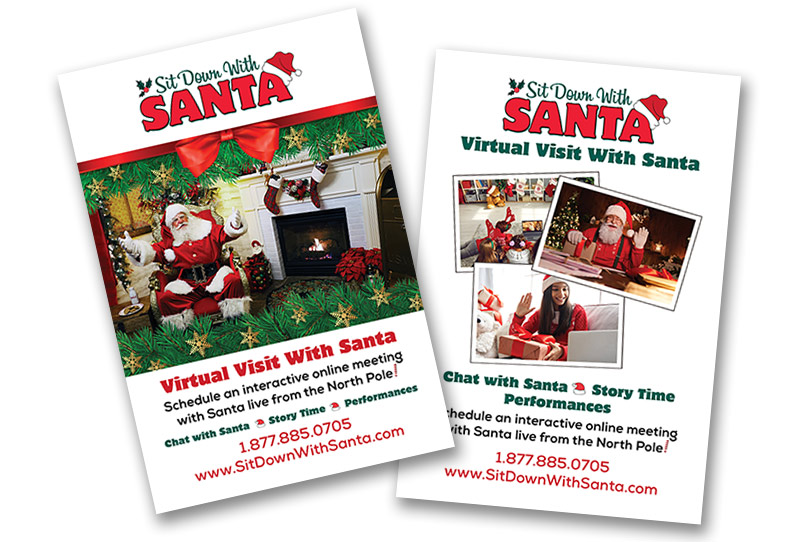 Sit Down With
SANTA
Virtual Visit With Santa
Schedule an interactive online meeting
with Santa live from the North Pole!
Chat with Santa Story Time Performances
1.877.885.0705
www.SitDownWithSanta.com
Sit Down With
SANTA
Virtual Visit With Santa
Chat with Santa Story Time
Performances
chedule an interactive online meeting
with Santa live from the North Pole!
1.877.885.0705
www.SitDownWithSanta.com